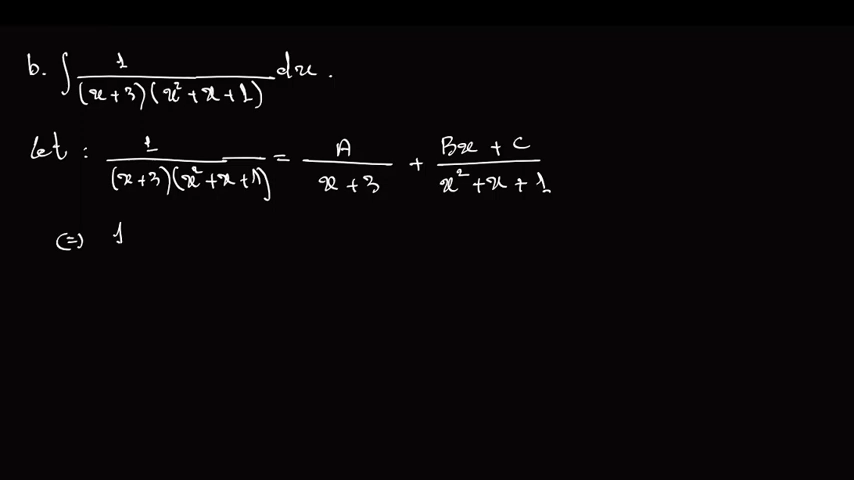 b. ∫ 1/((x+3)(x²+x+1)) dx.
let : 1/((x+3)(x²+x+1)) = A/(x+3) + (Bx + C)/(x²+x+1)
(=) 1